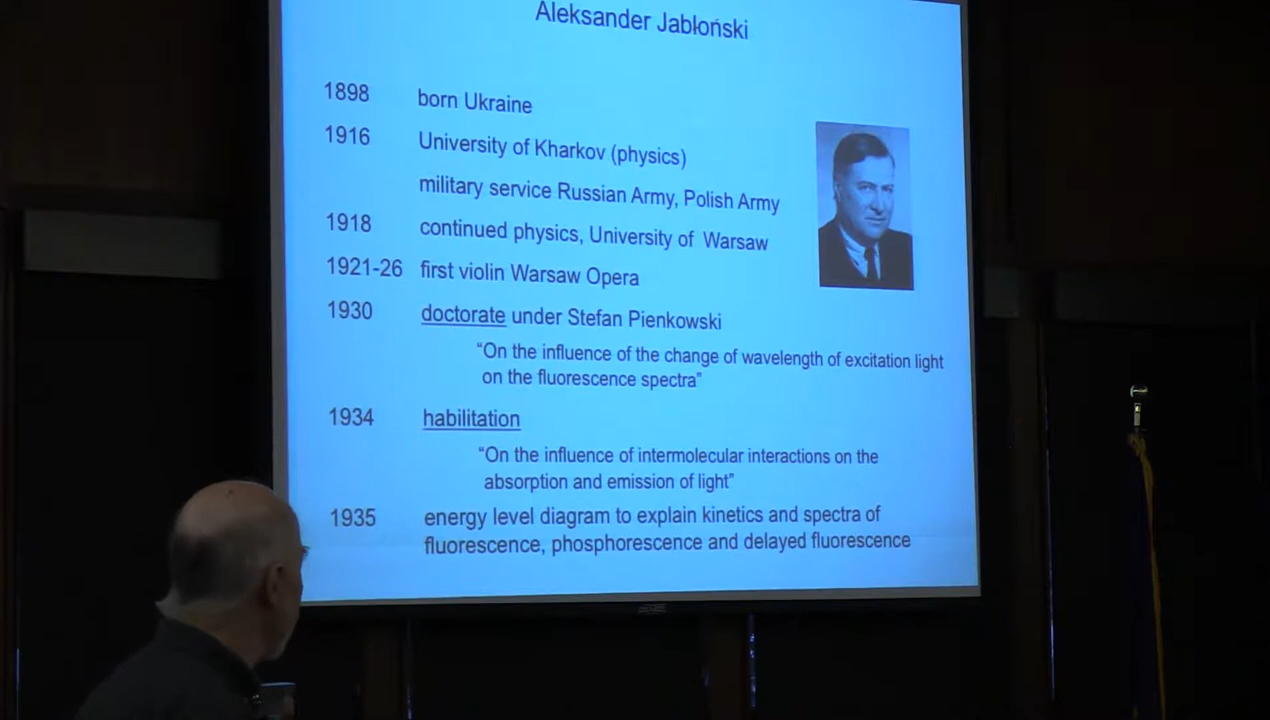 Aleksander Jabłoński
1898 born Ukraine
1916 University of Kharkov (physics)
military service Russian Army, Polish Army
1918 continued physics, University of Warsaw
1921-26 first violin Warsaw Opera
1930 doctorate under Stefan Pienkowski
“On the influence of the change of wavelength of excitation light
on the fluorescence spectra”
1934 habilitation
“On the influence of intermolecular interactions on the
absorption and emission of light”
1935 energy level diagram to explain kinetics and spectra of
fluorescence, phosphorescence and delayed fluorescence